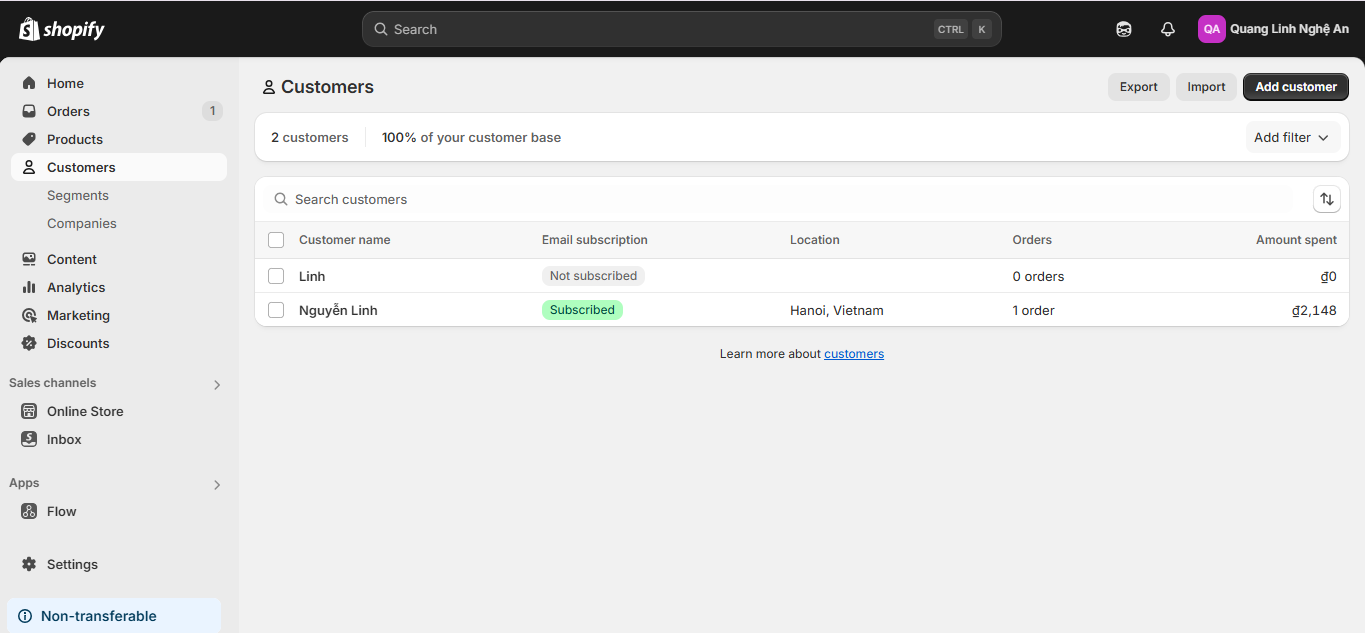 shopify
Search
CTRL K
QA
Quang Linh Nghệ An
Home
Orders
1
Products
Customers
Segments
Companies
Content
Analytics
Marketing
Discounts
Sales channels
Online Store
Inbox
Apps
Flow
Settings
Non-transferable
Customers
Export
Import
Add customer
2 customers
100% of your customer base
Add filter
Search customers
Customer name Email subscription Location Orders Amount spent
Linh Not subscribed 0 orders ₫0
Nguyễn Linh Subscribed Hanoi, Vietnam 1 order ₫2,148
Learn more about customers